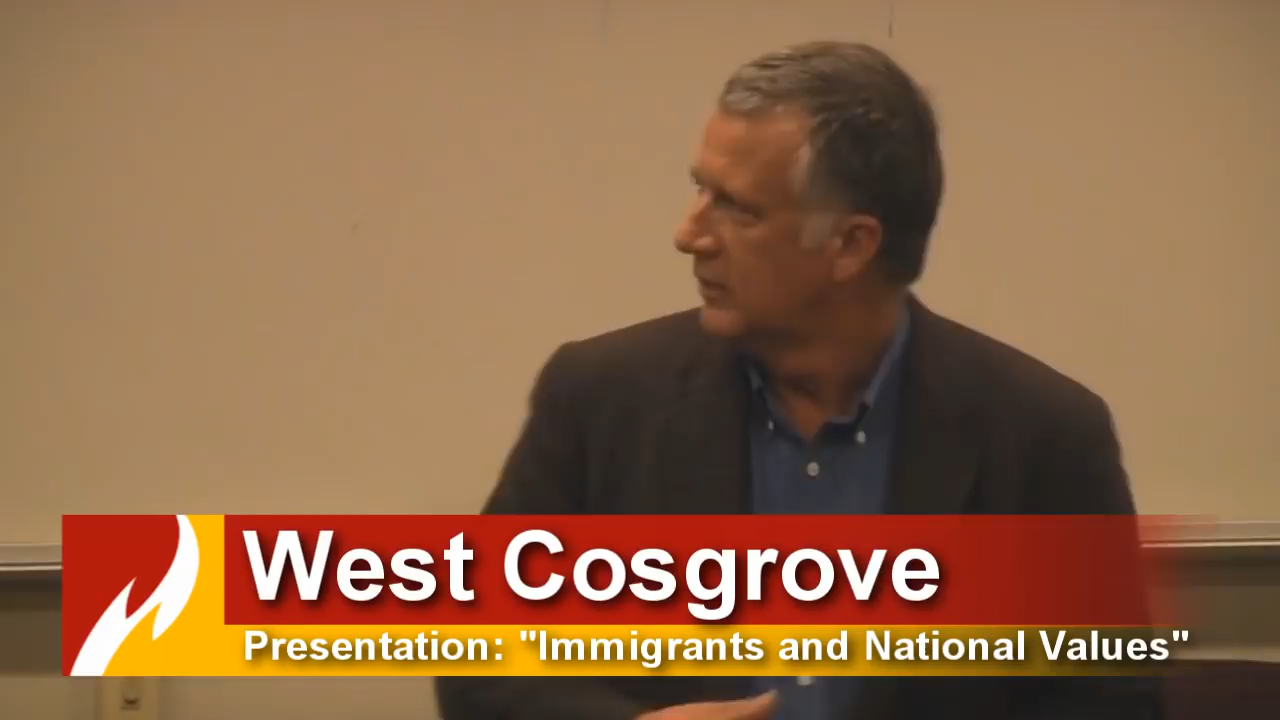 West Cosgrove
Presentation: "Immigrants and National Values"